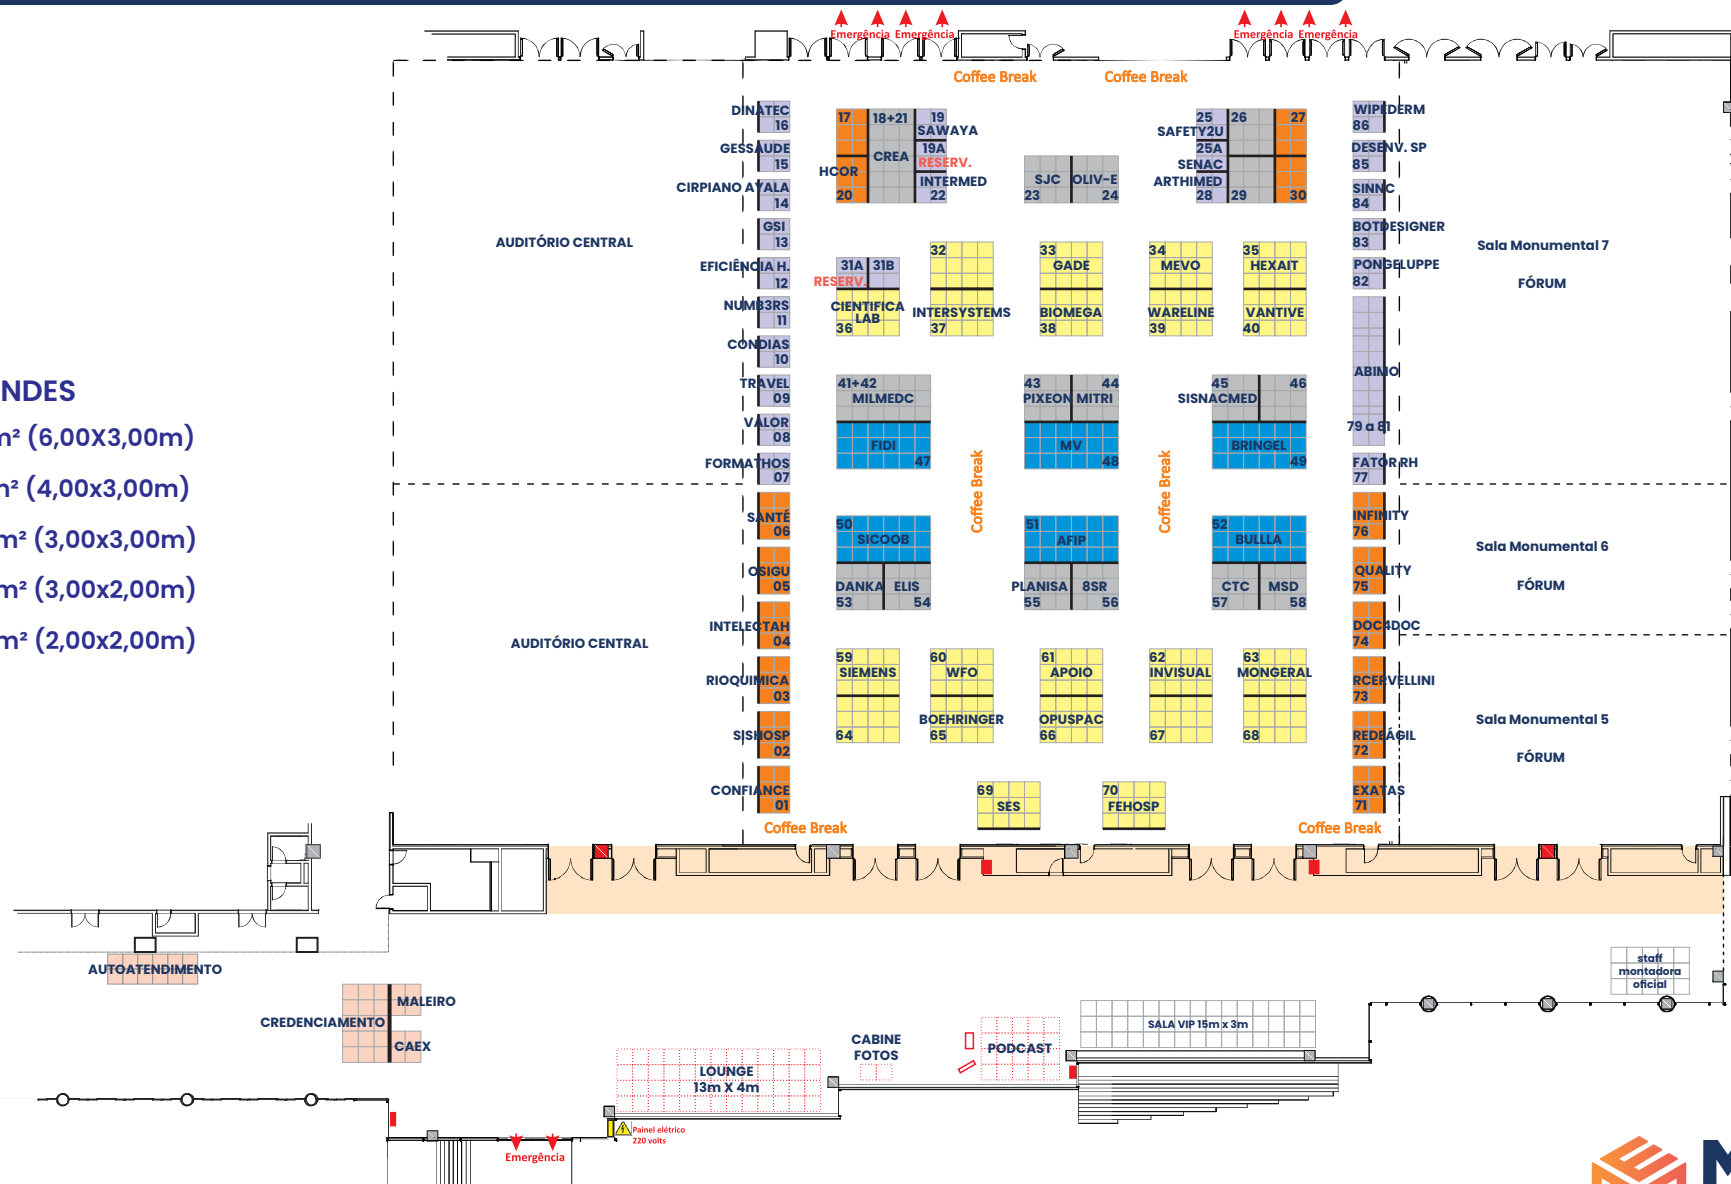 Emergência Emergência
Emergência Emergência
Coffee Break
Coffee Break
DINATEC
16
GESSAUDE
15
CIRPIANO AYALA
14
GSI
13
EFICIÊNCIA H.
12
NUMB3RS
11
CONDIAS
10
TRAVEL
09
VALOR
08
FORMATHOS
07
SANTÉ
06
OSIGU
05
INTELECTAH
04
RIOQUIMICA
03
SISHOSP
02
CONFIANCE
01
AUDITÓRIO CENTRAL
AUDITÓRIO CENTRAL
NDES
m² (6,00X3,00m)
m² (4,00x3,00m)
m² (3,00x3,00m)
m² (3,00x2,00m)
m² (2,00x2,00m)
17
18+21
19
SAWAYA
CREA
19A
RESERV.
HCOR
INTERMED
20
22
SJC
OLIV-E
23
24
25
26
27
SAFETY2U
25A
SENAC
ARTHIMED
28
29
30
31A
31B
RESERV.
CIENTIFICA
LAB
36
32
INTERSYSTEMS
37
33
GADE
BIOMEGA
38
34
MEVO
WARELINE
39
35
HEXAIT
VANTIVE
40
41+42
MILMEDC
FIDI
47
43
44
PIXEON
MITRI
MV
48
45
46
SISNACMED
BRINGEL
49
Coffee Break
Coffee Break
50
SICOOB
DANKA
ELIS
53
54
51
AFIP
PLANISA
8SR
55
56
52
BULLLA
CTC
MSD
57
58
59
SIEMENS
64
60
WFO
BOEHRINGER
65
61
APOIO
OPUSPAC
66
62
INVISUAL
67
63
MONGERAL
68
69
SES
70
FEHOSP
WIPEDERM
86
DESENV. SP
85
SINNC
84
BOTDESIGNER
83
PONGELUPPE
82
ABIMO
79 a 81
FATOR RH
77
INFINITY
76
QUALITY
75
DOC4DOC
74
RCERVELLINI
73
REDEÁGIL
72
EXATAS
71
Sala Monumental 7
FÓRUM
Sala Monumental 6
FÓRUM
Sala Monumental 5
FÓRUM
Coffee Break
Coffee Break
AUTOATENDIMENTO
MALEIRO
CREDENCIAMENTO
CAEX
LOUNGE
13m X 4m
CABINE
FOTOS
PODCAST
SALA VIP 15m x 3m
staff
montadora
oficial
Painel elétrico
220 volts
Emergência
M